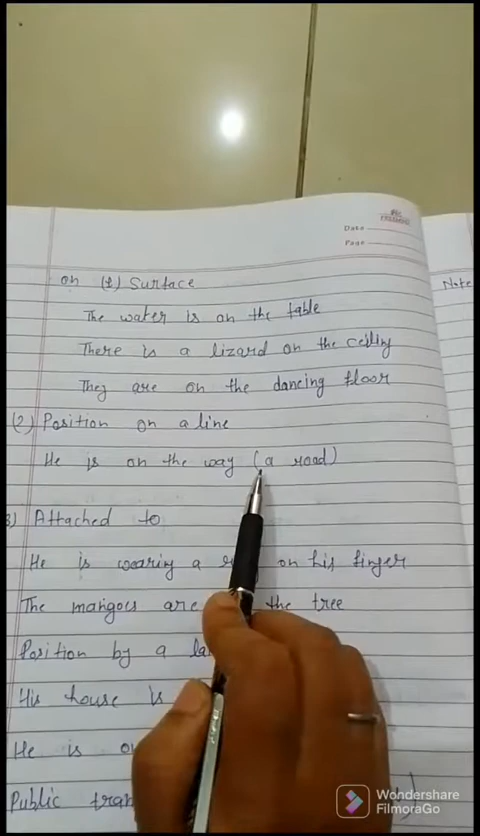 Date
Page
on (1) Surface
Note
The water is on the table
There is a lizard on the ceiling
They are on the dancing floor
(2) Position on a line
He is on the way (a road)
3) Attached to
He is wearing a on his finger
The mangoes are the tree
Position by a
His house is
He is
Public
Wondershare
FilmoraGo